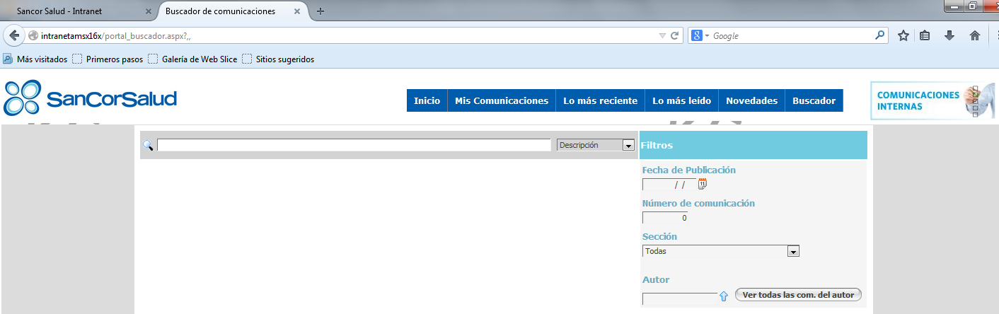 Sancor Salud - Intranet
Buscador de comunicaciones
intranetamsx16x/portal_buscador.aspx?,,
Google
Más visitados Primeros pasos Galería de Web Slice Sitios sugeridos
SanCorSalud
Inicio Mis Comunicaciones Lo más reciente Lo más leído Novedades Buscador
COMUNICACIONES
INTERNAS
Descripción
Filtros
Fecha de Publicación
/ /
11
Número de comunicación
0
Sección
Todas
Autor
Ver todas las com. del autor